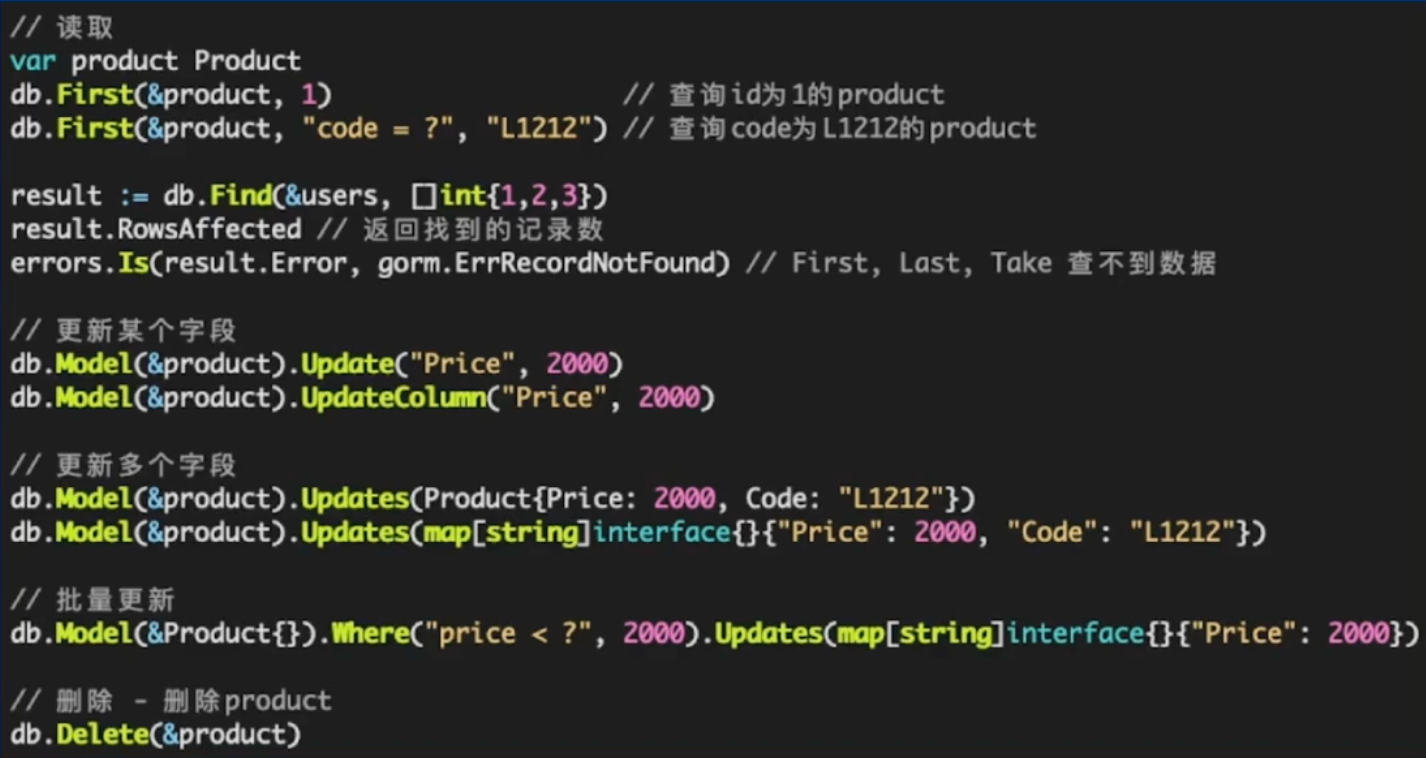 // 读取
var product Product
db.First(&product, 1)                   // 查询id为1的product
db.First(&product, "code = ?", "L1212") // 查询code为L1212的product

result := db.Find(&users, []int{1,2,3})
result.RowsAffected // 返回找到的记录数
errors.Is(result.Error, gorm.ErrRecordNotFound) // First, Last, Take 查不到数据

// 更新某个字段
db.Model(&product).Update("Price", 2000)
db.Model(&product).UpdateColumn("Price", 2000)

// 更新多个字段
db.Model(&product).Updates(Product{Price: 2000, Code: "L1212"})
db.Model(&product).Updates(map[string]interface{}{"Price": 2000, "Code": "L1212"})

// 批量更新
db.Model(&Product{}).Where("price < ?", 2000).Updates(map[string]interface{}{"Price": 2000})

// 删除 - 删除product
db.Delete(&product)